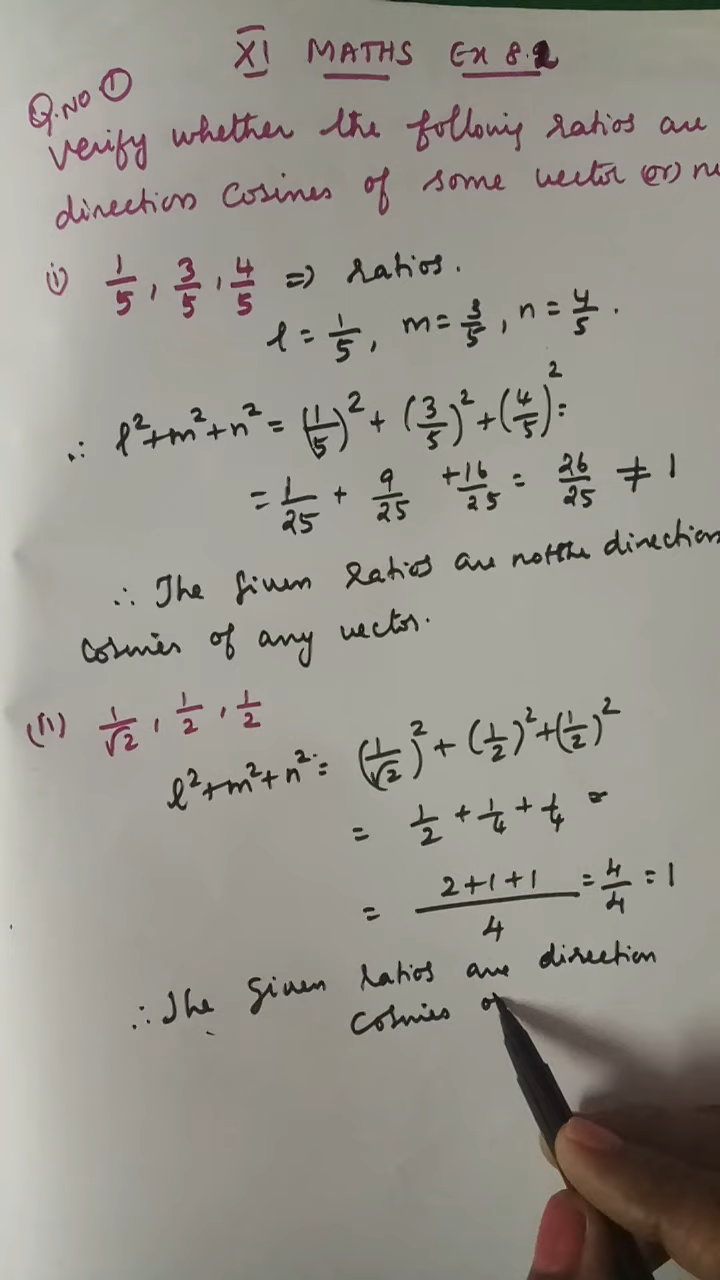 XI MATHS Ex 8.2
Q.NO ①
Verify whether the following ratios are
direction cosines of some vector (or)
(i) 1/5, 3/5, 4/5 ⇒ ratios.
l = 1/5, m = 3/5, n = 4/5.
∴ l²+m²+n² = (1/5)² + (3/5)² + (4/5)² =
= 1/25 + 9/25 + 16/25 = 26/25 ≠ 1
∴ The given ratios are not the direction
cosines of any vector.
(ii) 1/√2, 1/2, 1/2
l²+m²+n² = (1/√2)² + (1/2)² + (1/2)²
= 1/2 + 1/4 + 1/4 =
= 2+1+1/4 = 4/4 = 1
∴ The given ratios are direction
cosines o